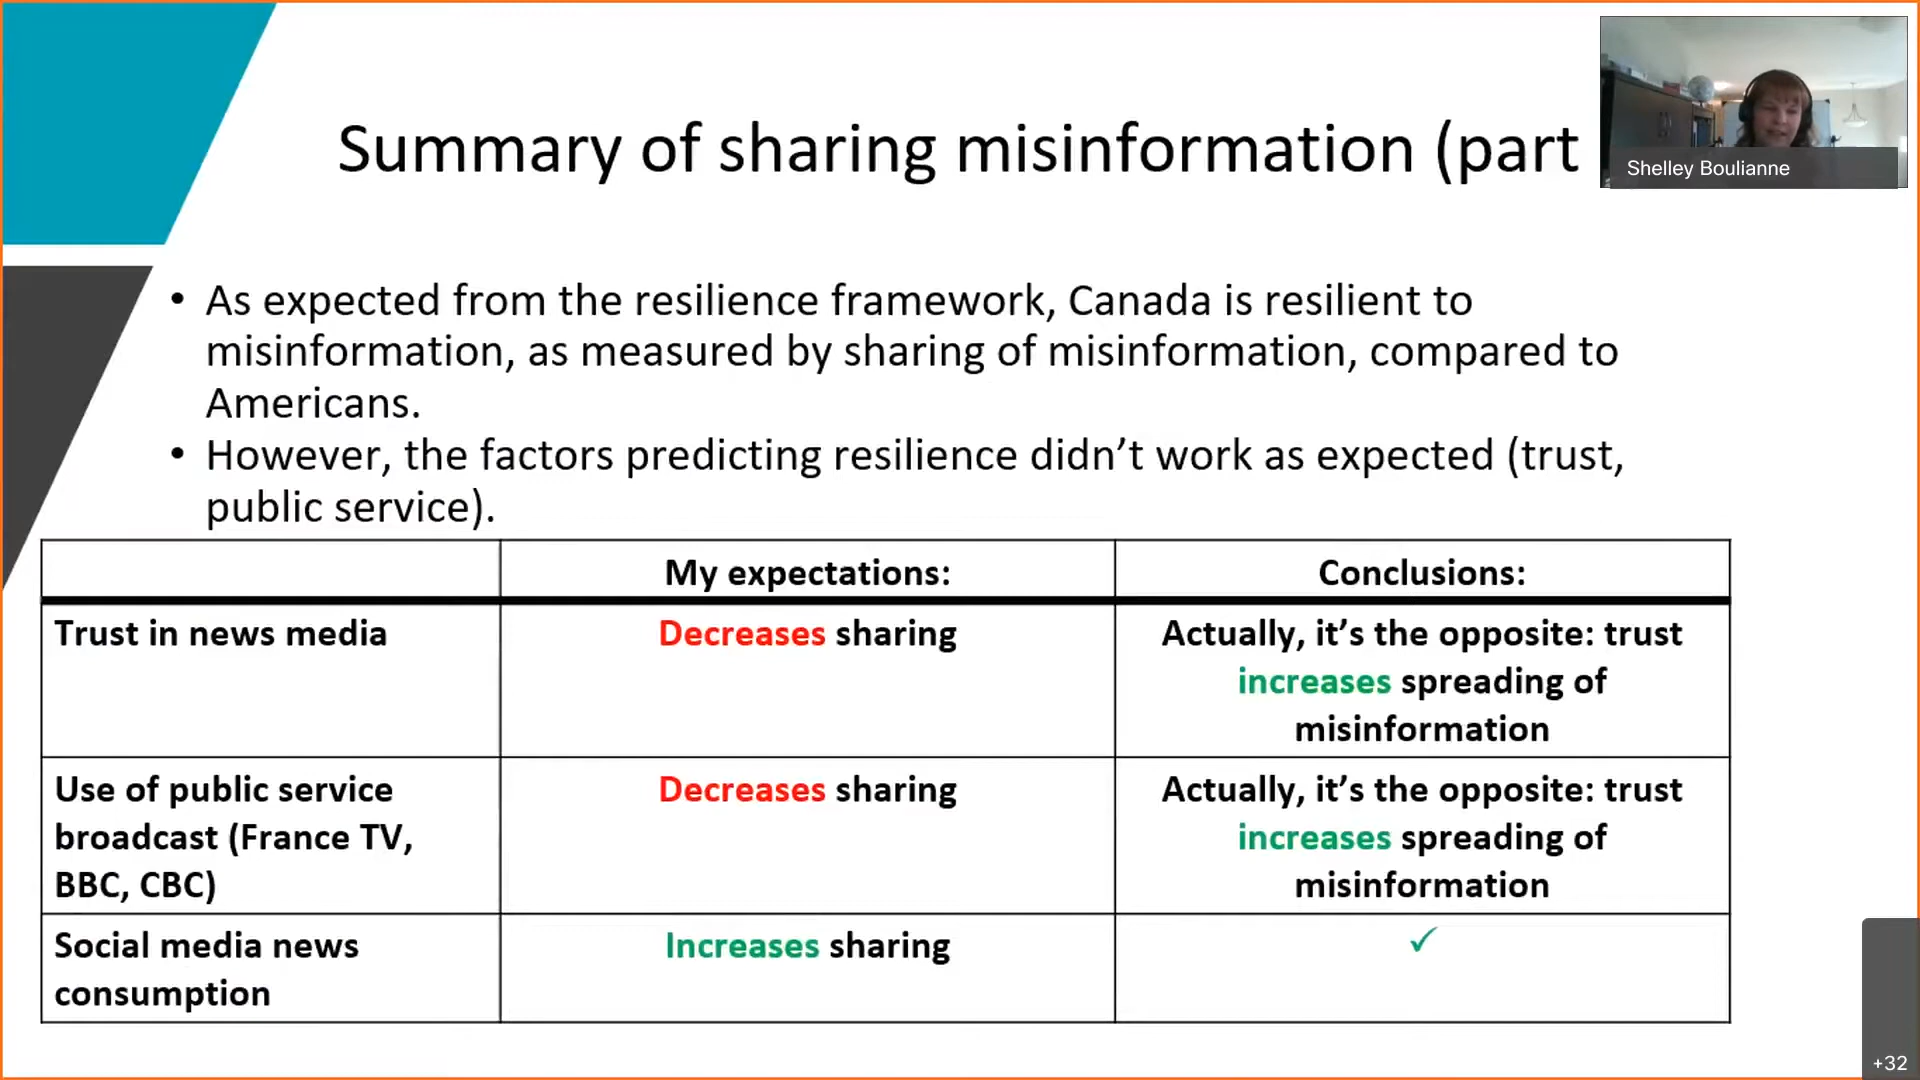 Summary of sharing misinformation (part
Shelley Boulianne
• As expected from the resilience framework, Canada is resilient to
misinformation, as measured by sharing of misinformation, compared to
Americans.
• However, the factors predicting resilience didn’t work as expected (trust,
public service).
My expectations:
Conclusions:
Trust in news media
Decreases sharing
Actually, it’s the opposite: trust
increases spreading of
misinformation
Use of public service
broadcast (France TV,
BBC, CBC)
Decreases sharing
Actually, it’s the opposite: trust
increases spreading of
misinformation
Social media news
consumption
Increases sharing
✓
+32